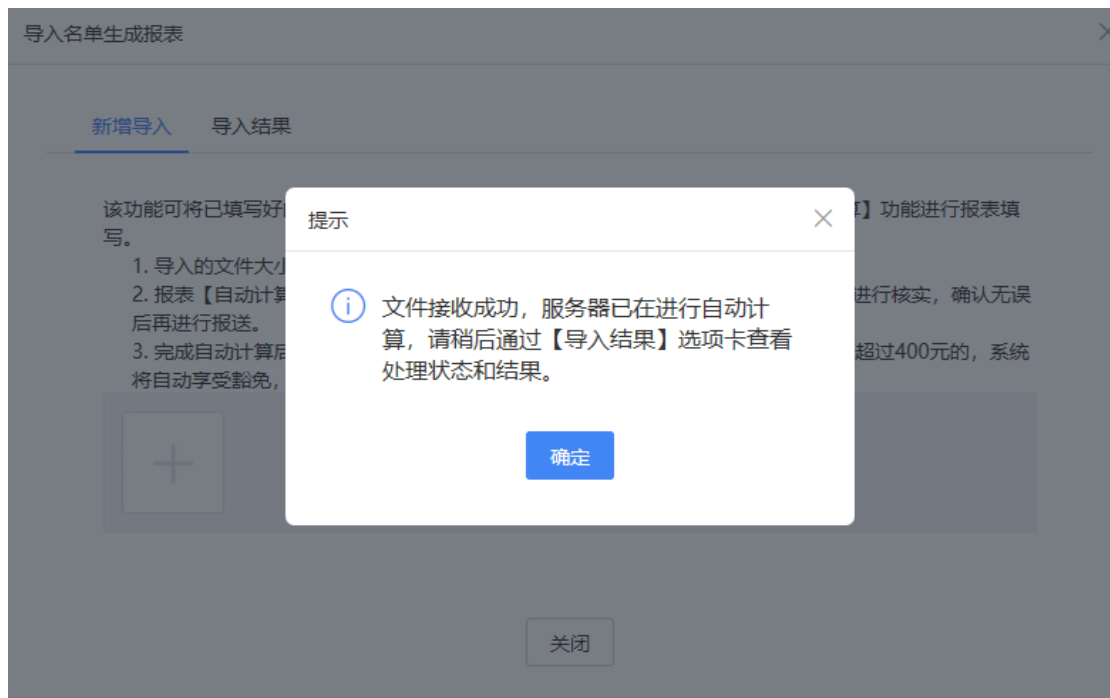 导入名单生成报表
新增导入 导入结果
该功能可将已填写好
】功能进行报表填
写。
1. 导入的文件大小
2. 报表【自动计算
进行核实，确认无误
后再进行报送。
3. 完成自动计算后
超过400元的，系统
将自动享受豁免，
提示
文件接收成功，服务器已在进行自动计
算，请稍后通过【导入结果】选项卡查看
处理状态和结果。
确定
关闭